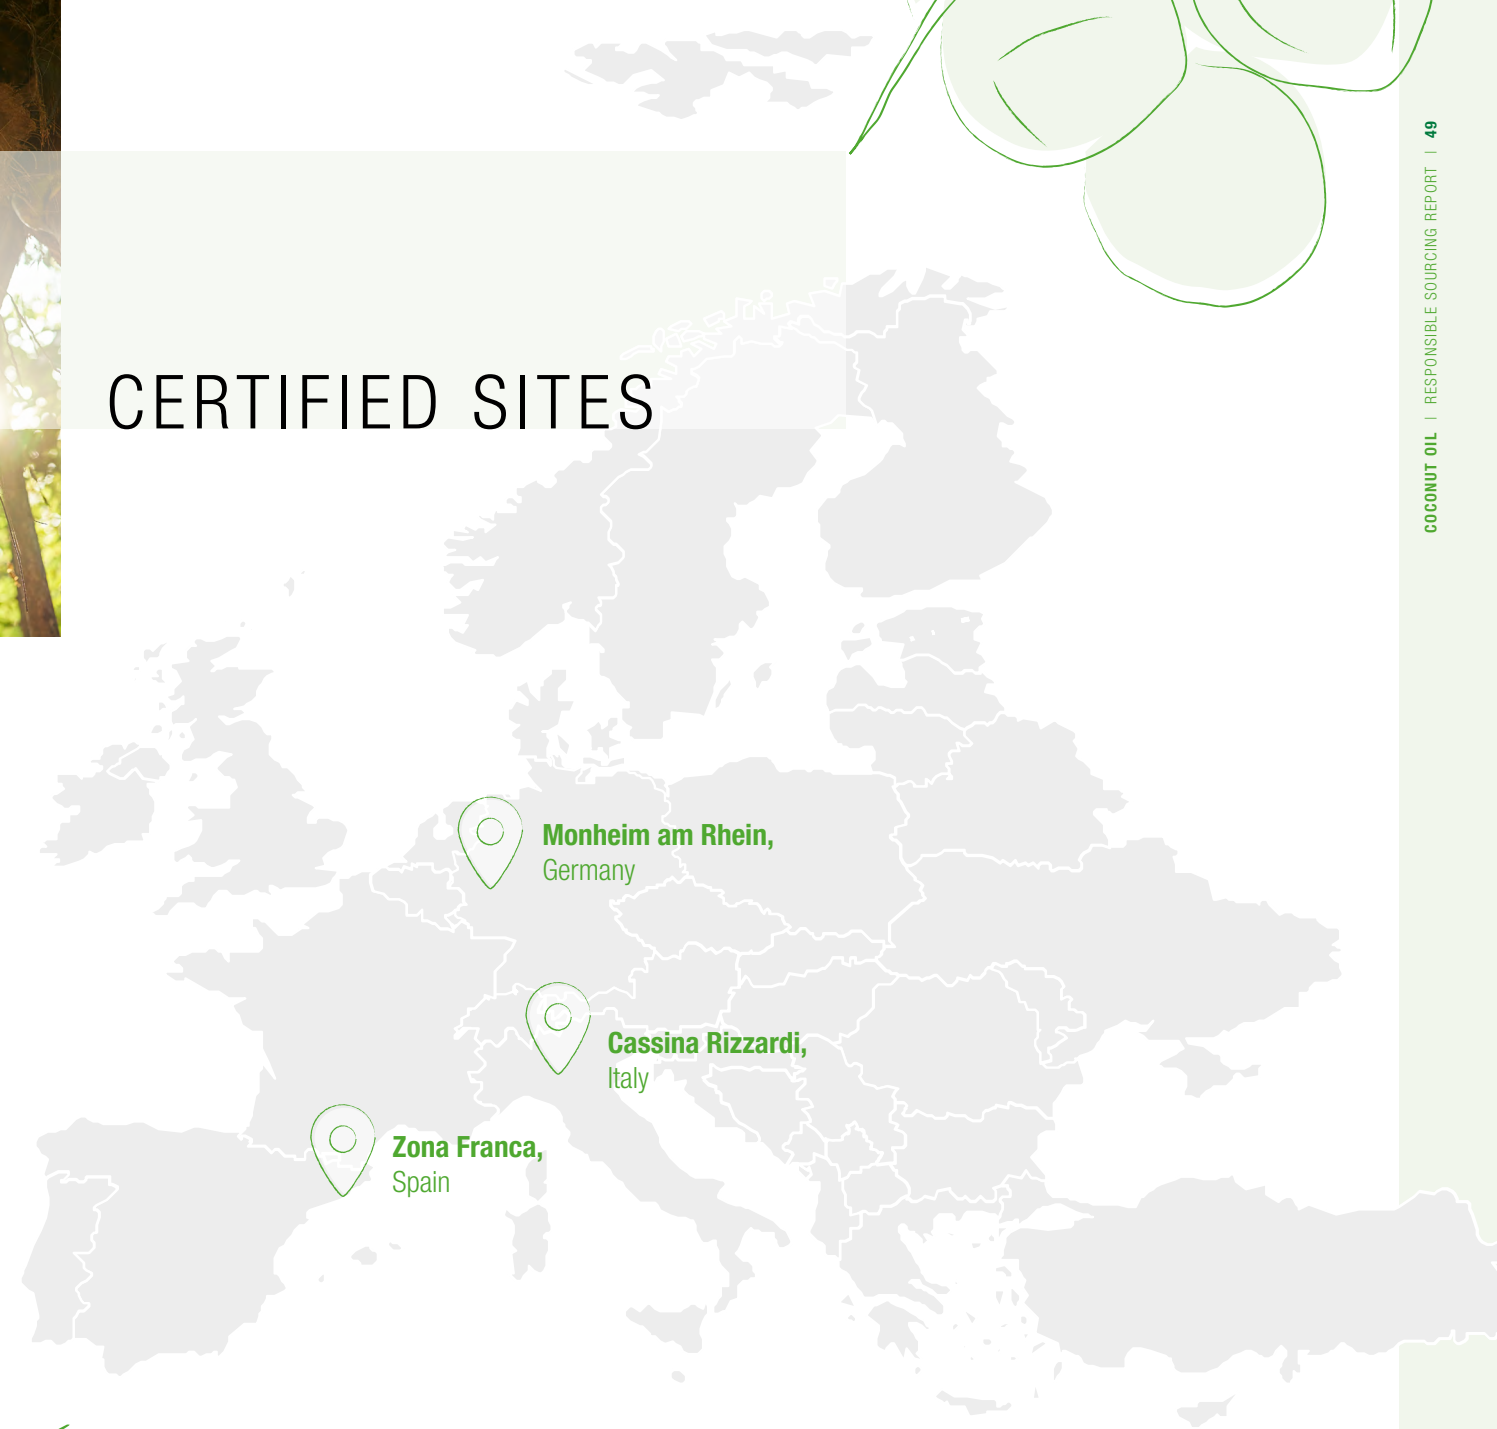 CERTIFIED SITES
COCONUT OIL | RESPONSIBLE SOURCING REPORT | 49
Monheim am Rhein,
Germany
Cassina Rizzardi,
Italy
Zona Franca,
Spain